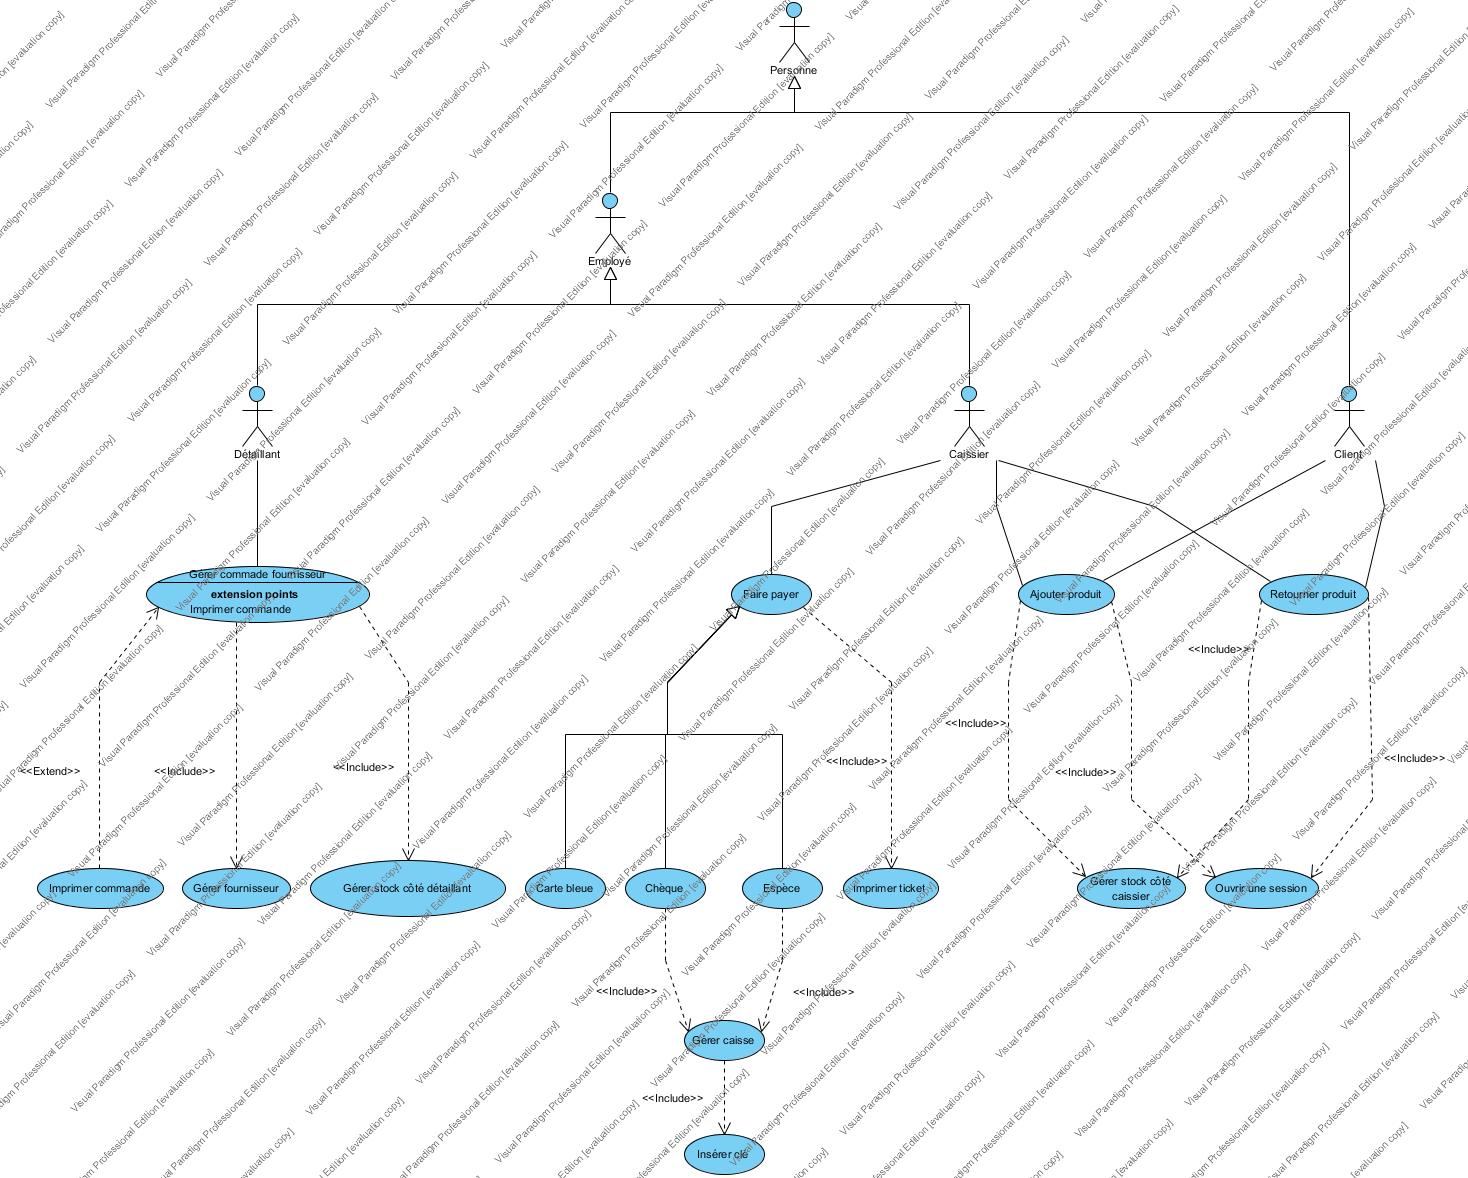 Personne
Employé
Détaillant
Caissier
Client
Gérer commade fournisseur
extension points
Imprimer commande
Faire payer
Ajouter produit
Retourner produit
<<Include>>
<<Include>>
<<Extend>>
<<Include>>
<<Include>>
<<Include>>
<<Include>>
<<Include>>
Imprimer commande
Gérer fournisseur
Gérer stock côté détaillant
Carte bleue
Chèque
Espèce
Imprimer ticket
Gérer stock côté
caissier
Ouvrir une session
<<Include>>
<<Include>>
Gérer caisse
<<Include>>
Insérer clé
Visual Paradigm Professional Edition [evaluation copy]